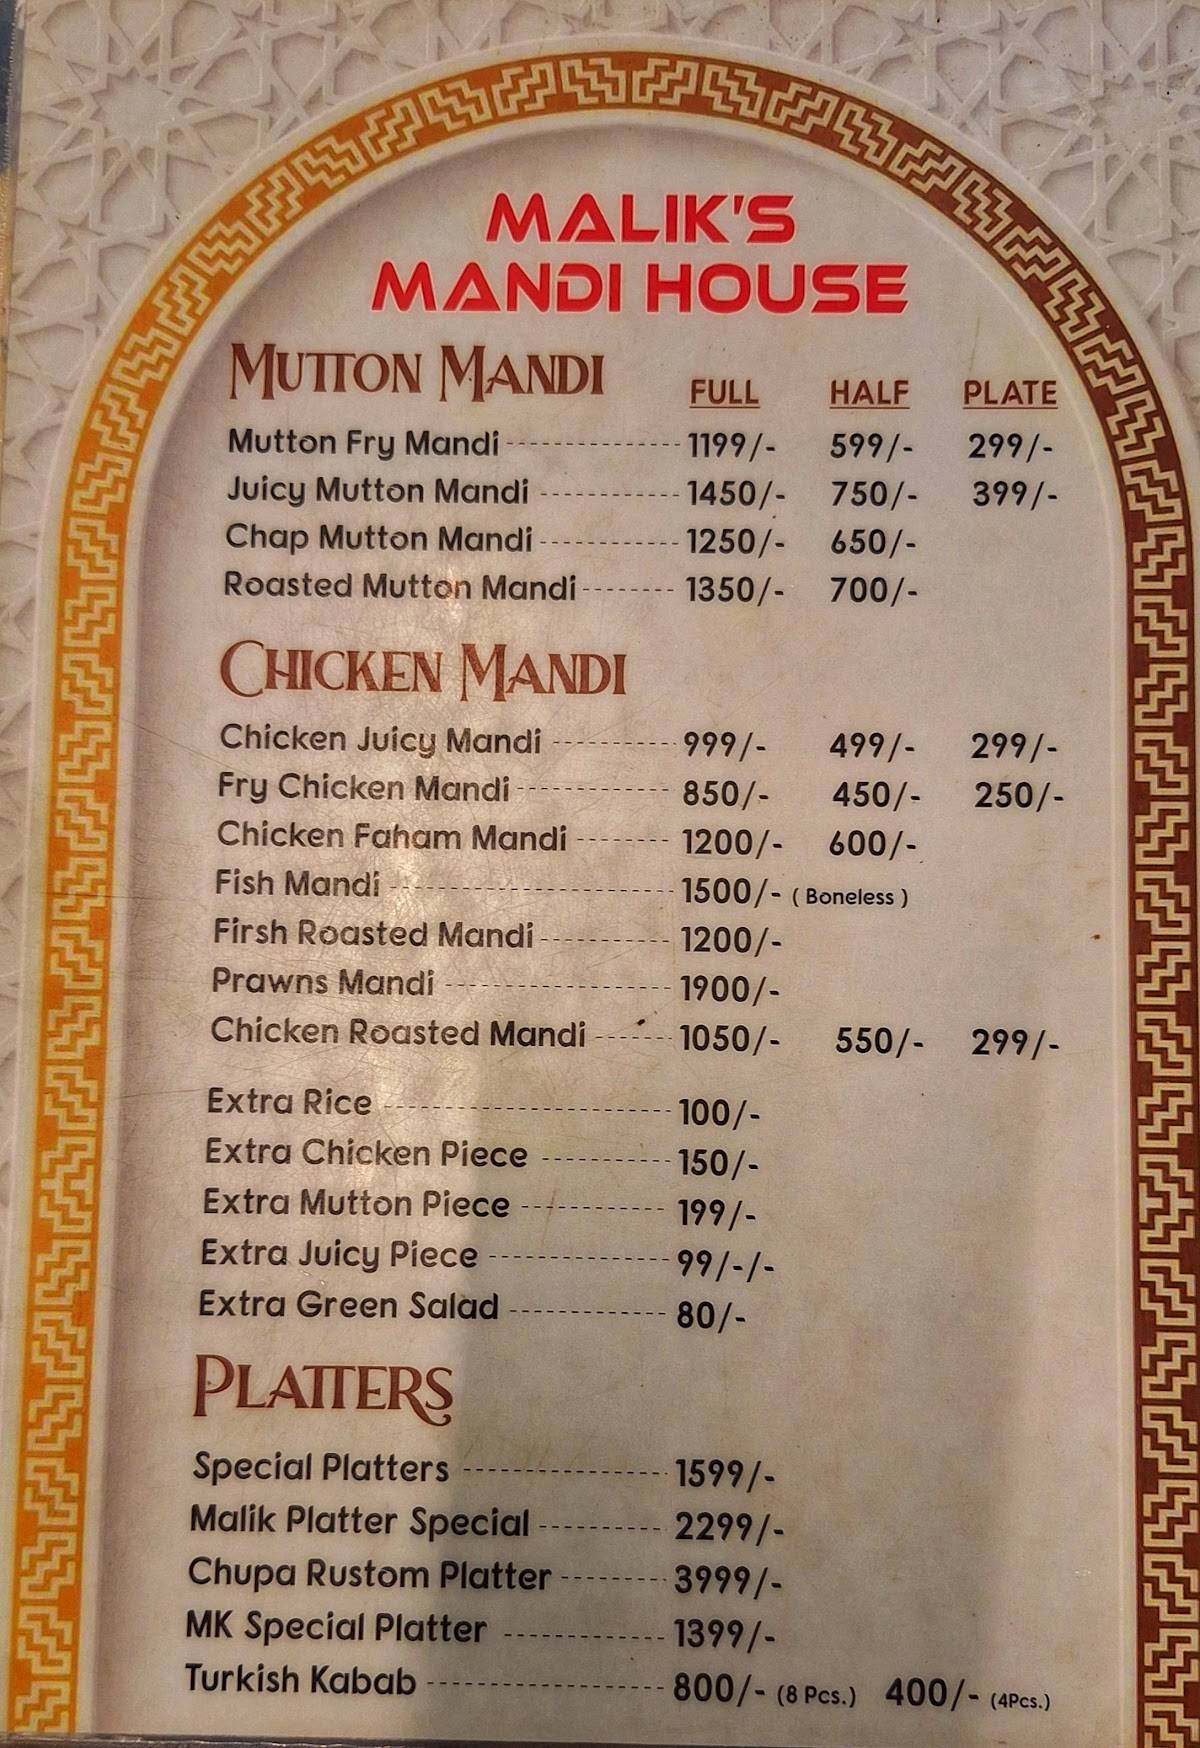 MALIK'S
MANDI HOUSE
MUTTON MANDI FULL HALF PLATE
Mutton Fry Mandi 1199/- 599/- 299/-
Juicy Mutton Mandi 1450/- 750/- 399/-
Chap Mutton Mandi 1250/- 650/-
Roasted Mutton Mandi 1350/- 700/-
CHICKEN MANDI
Chicken Juicy Mandi 999/- 499/- 299/-
Fry Chicken Mandi 850/- 450/- 250/-
Chicken Faham Mandi 1200/- 600/-
Fish Mandi 1500/- ( Boneless )
Firsh Roasted Mandi 1200/-
Prawns Mandi 1900/-
Chicken Roasted Mandi 1050/- 550/- 299/-
Extra Rice 100/-
Extra Chicken Piece 150/-
Extra Mutton Piece 199/-
Extra Juicy Piece 99/-/-
Extra Green Salad 80/-
PLATTERS
Special Platters 1599/-
Malik Platter Special 2299/-
Chupa Rustom Platter 3999/-
MK Special Platter 1399/-
Turkish Kabab 800/- (8 Pcs.) 400/- (4Pcs.)